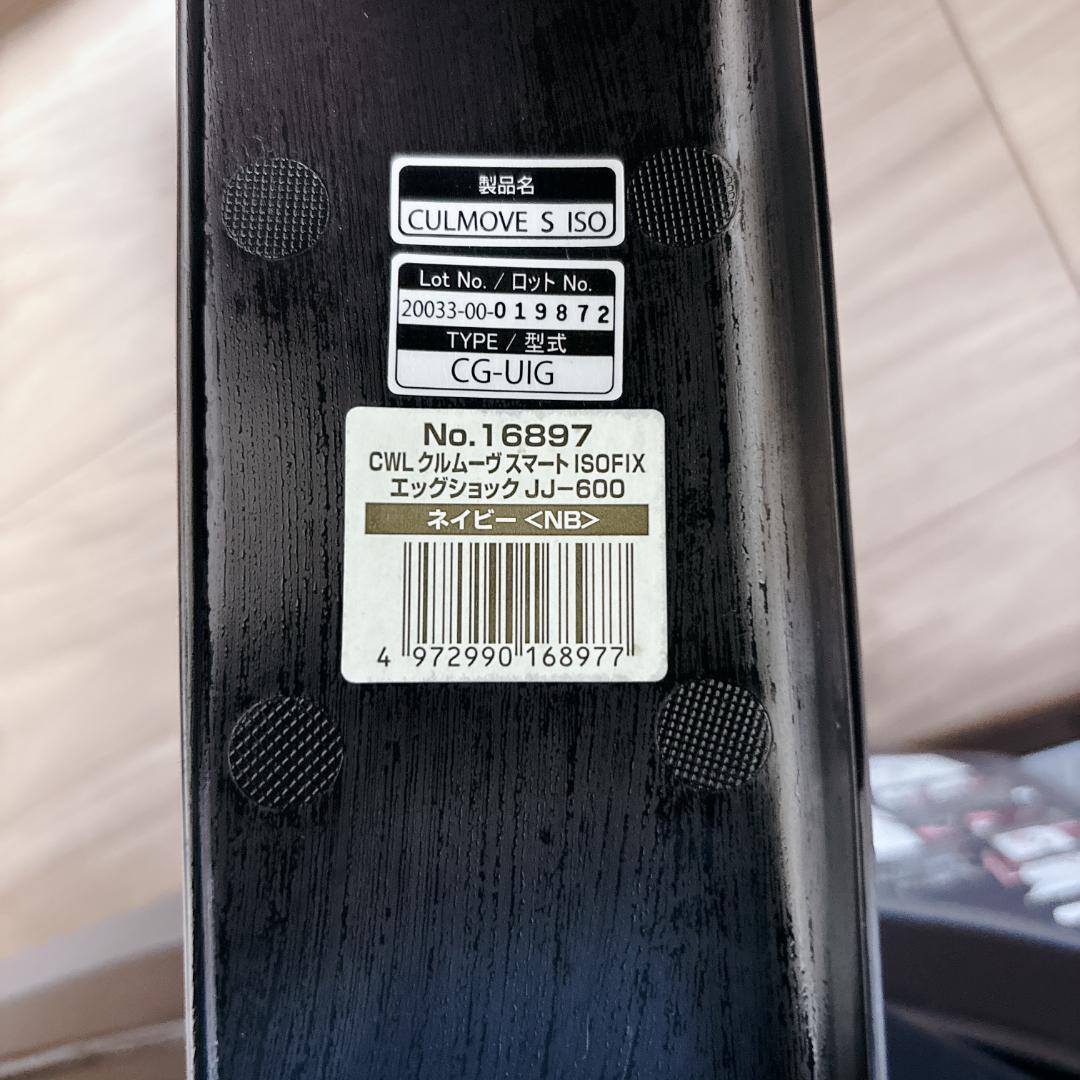 製品名
CULMOVE S ISO
Lot No. / ロット No.
20033-00-019872
TYPE / 型式
CG-UIG
No.16897
CWL クルムーヴ スマート ISOFIX
エッグショック JJ-600
ネイビー <NB>
4 972990 168977